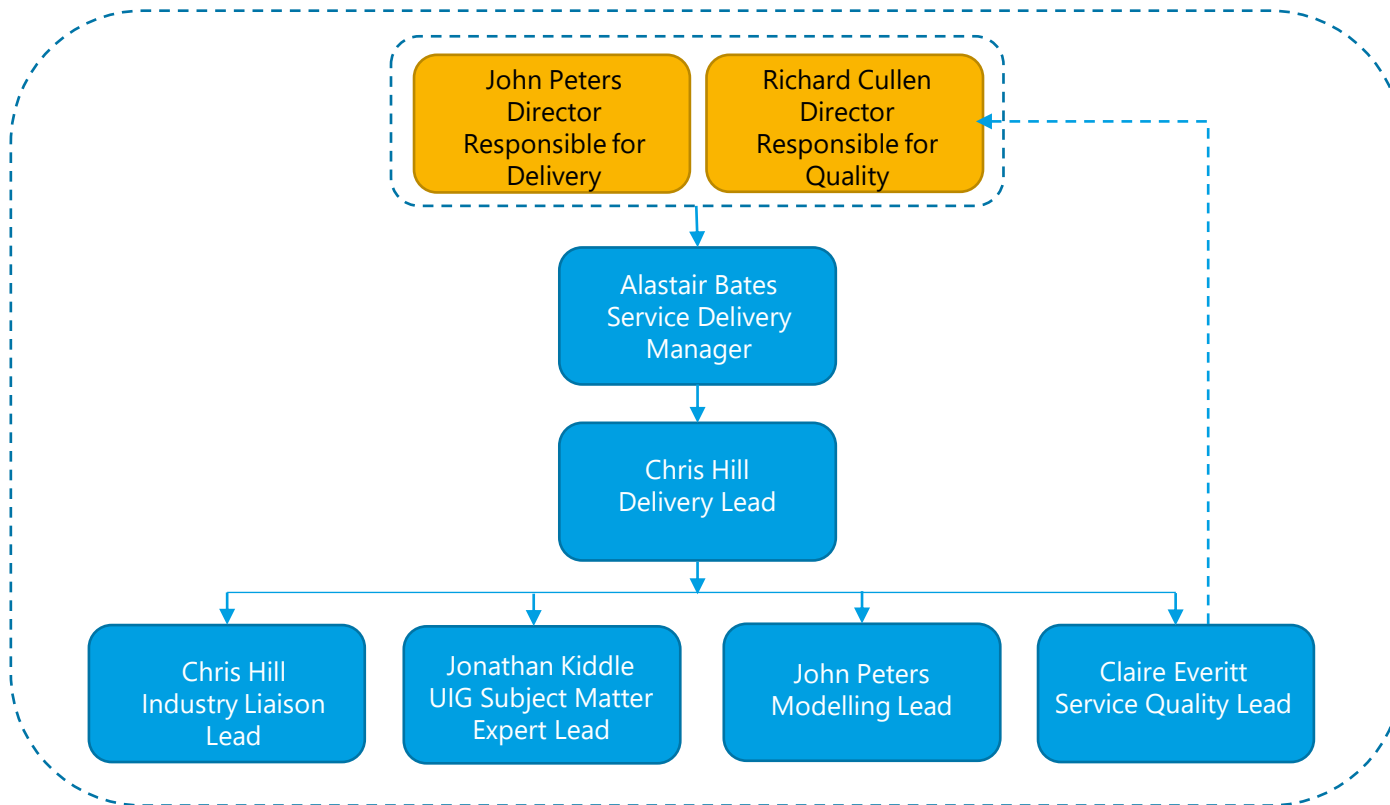 John Peters
Director
Responsible for
Delivery
Richard Cullen
Director
Responsible for
Quality
Alastair Bates
Service Delivery
Manager
Chris Hill
Delivery Lead
Chris Hill
Industry Liaison
Lead
Jonathan Kiddle
UIG Subject Matter
Expert Lead
John Peters
Modelling Lead
Claire Everitt
Service Quality Lead